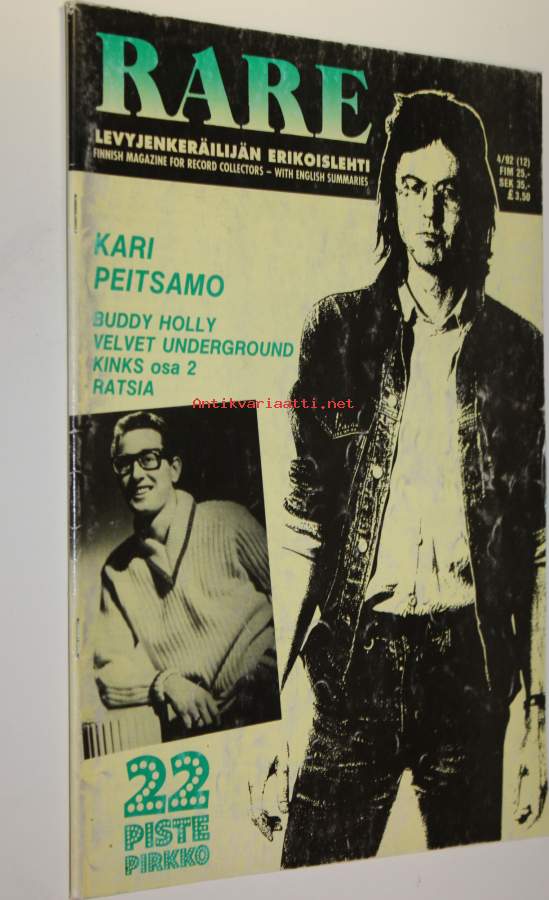 RARE
LEVYJENKERÄILIJÄN ERIKOISLEHTI
FINNISH MAGAZINE FOR RECORD COLLECTORS – WITH ENGLISH SUMMARIES
4/92 (12)
FIM 25,-
SEK 35,-
£ 3,50
KARI
PEITSAMO
BUDDY HOLLY
VELVET UNDERGROUND
KINKS osa 2
RATSIA
Antikvariaatti.net
22
PISTE
PIRKKO